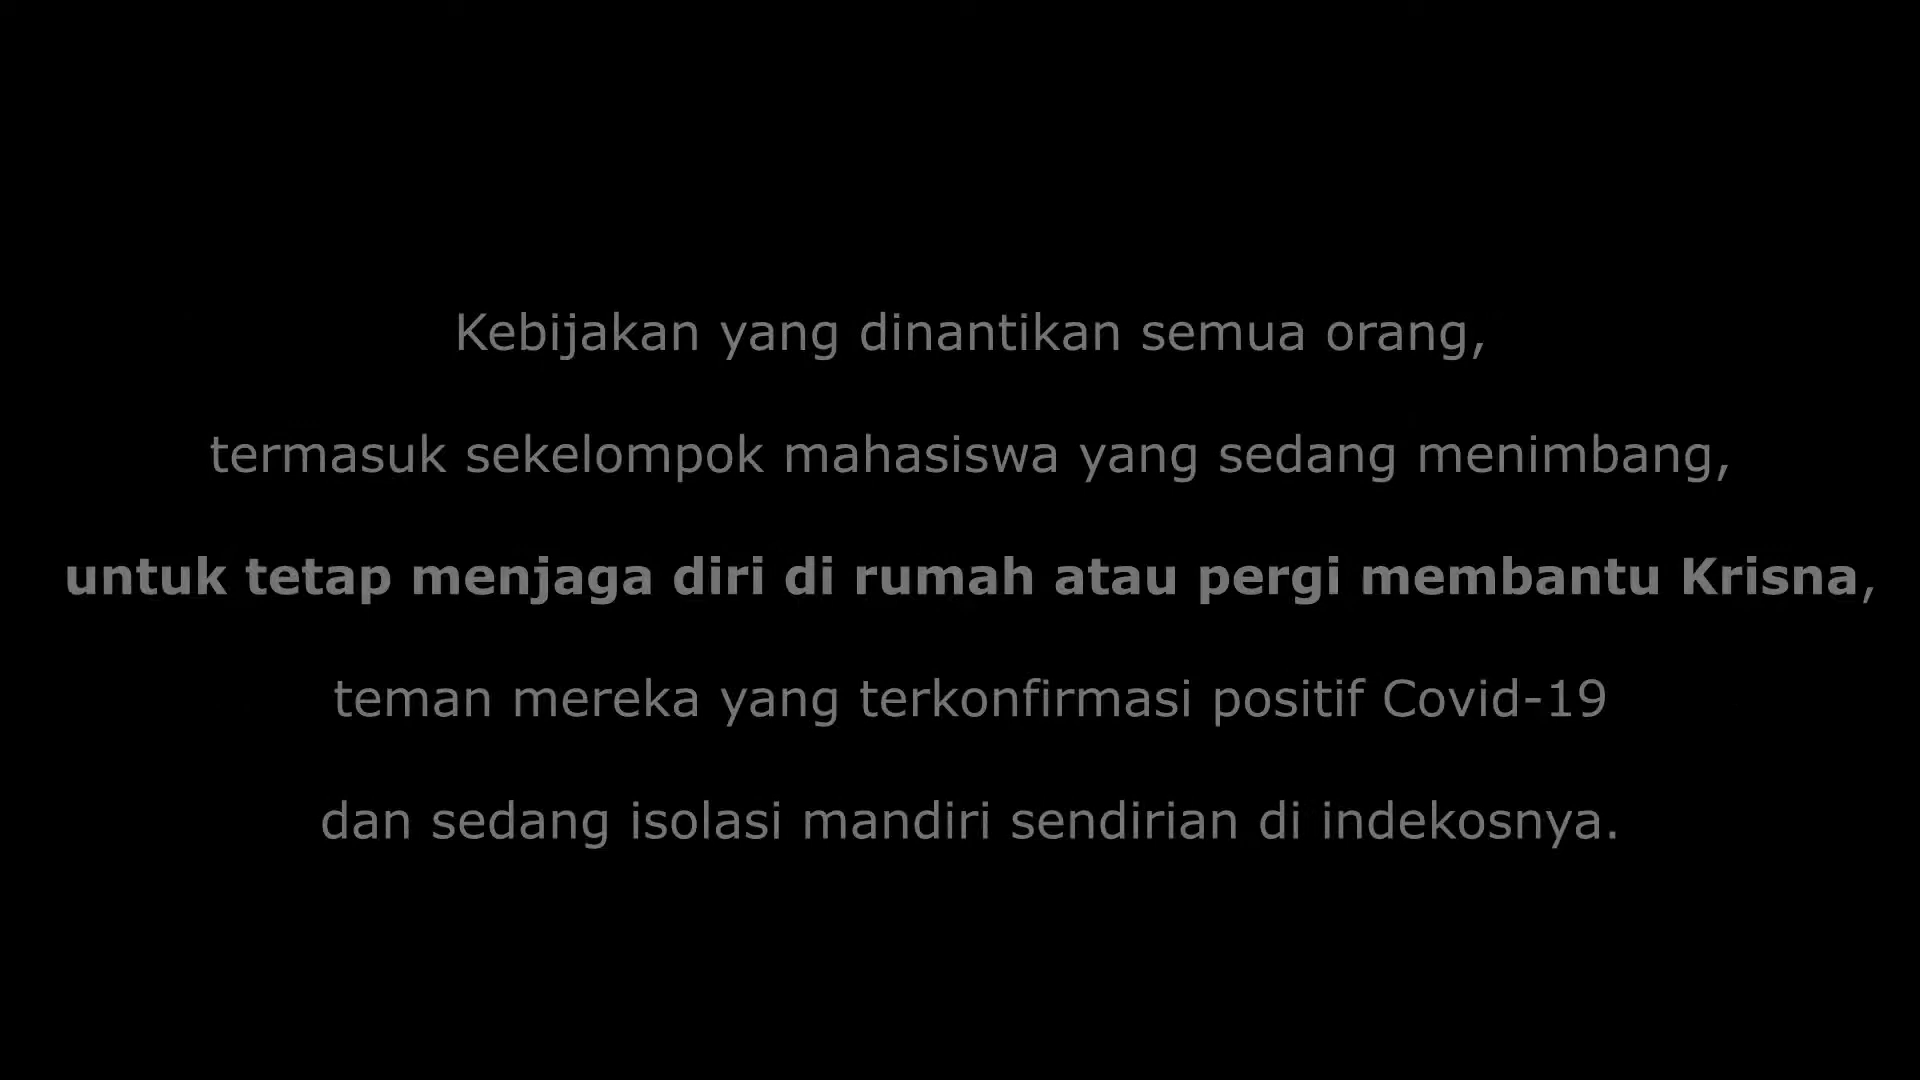 Kebijakan yang dinantikan semua orang,
termasuk sekelompok mahasiswa yang sedang menimbang,
untuk tetap menjaga diri di rumah atau pergi membantu Krisna,
teman mereka yang terkonfirmasi positif Covid-19
dan sedang isolasi mandiri sendirian di indekosnya.